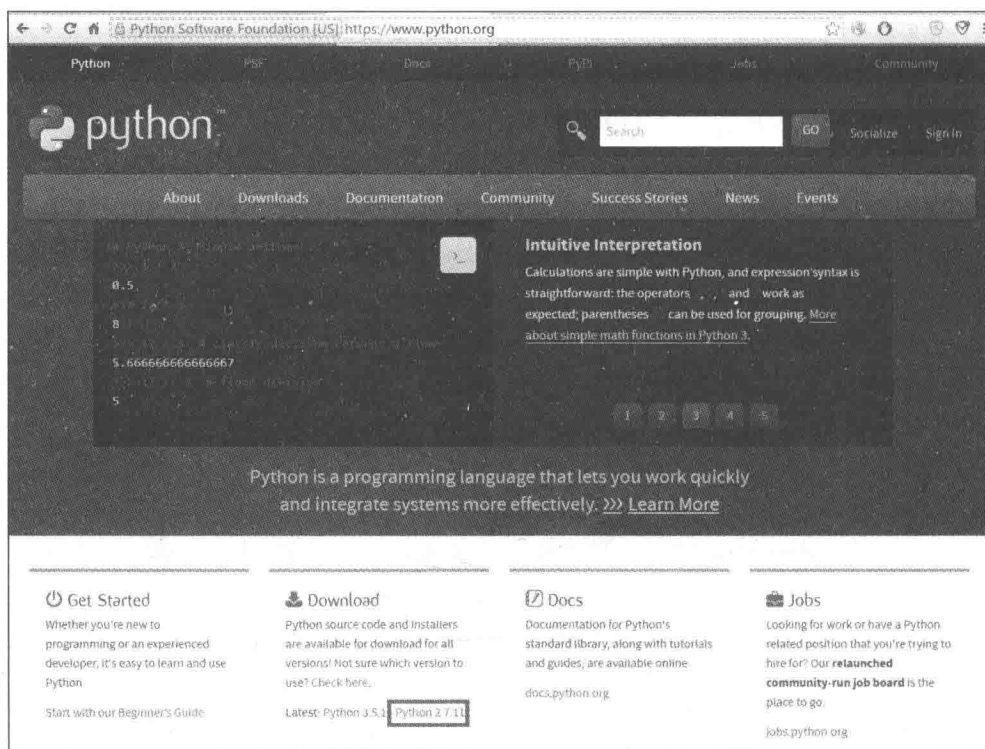 Python Software Foundation [US] https://www.python.org
Python PSF Docs PyPI Jobs Community
python
Search GO Socialize Sign In
About Downloads Documentation Community Success Stories News Events
0.5
8
5.666666666666667
5
Intuitive Interpretation
Calculations are simple with Python, and expression syntax is
straightforward: the operators , , and work as
expected; parentheses can be used for grouping. More
about simple math functions in Python 3.
1 2 3 4 5
Python is a programming language that lets you work quickly
and integrate systems more effectively. >>> Learn More
Get Started
Whether you're new to
programming or an experienced
developer, it's easy to learn and use
Python
Start with our Beginner's Guide
Download
Python source code and installers
are available for download for all
versions! Not sure which version to
use? Check here.
Latest: Python 3.5.1 Python 2.7.11
Docs
Documentation for Python's
standard library, along with tutorials
and guides, are available online
docs.python.org
Jobs
Looking for work or have a Python
related position that you're trying to
hire for? Our relaunched
community-run job board is the
place to go.
jobs.python.org